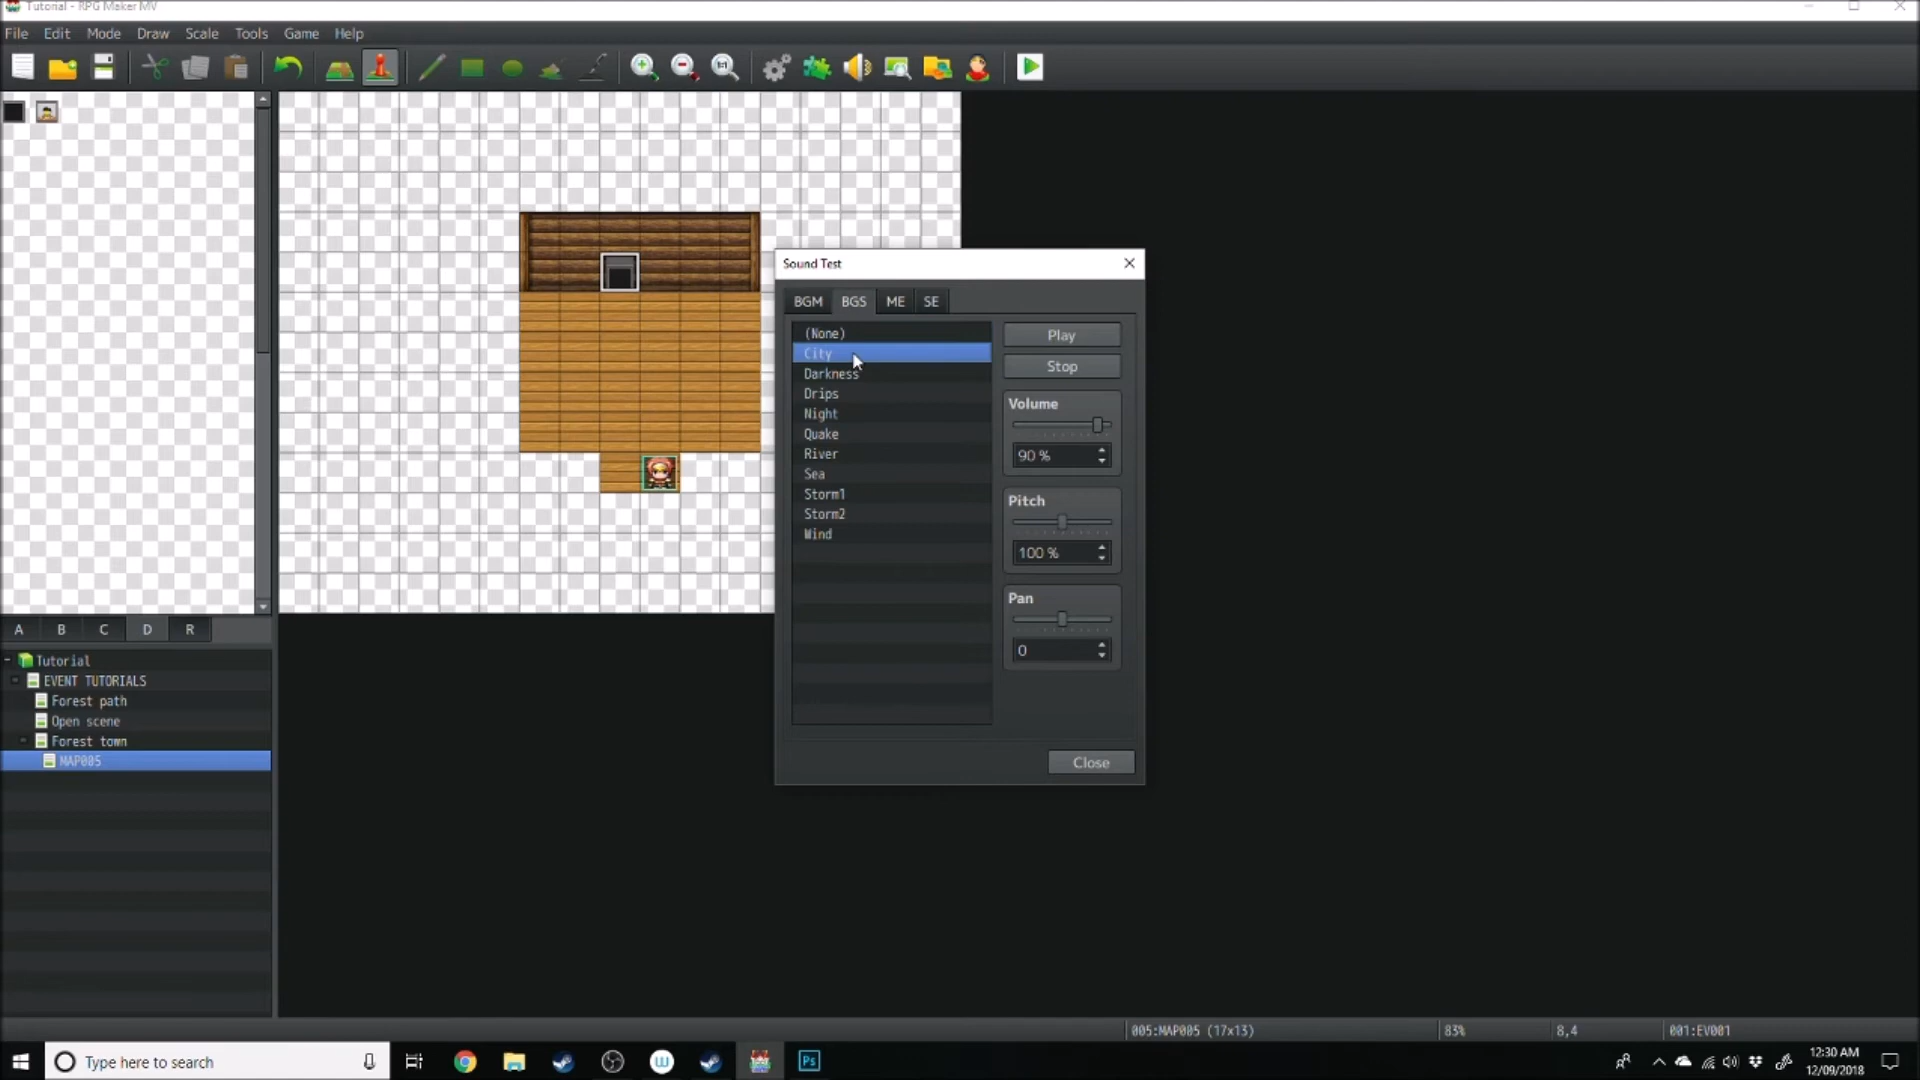 Tutorial - RPG Maker MV
File Edit Mode Draw Scale Tools Game Help
1:1
Sound Test
BGM BGS ME SE
(None)
City
Darkness
Drips
Night
Quake
River
Sea
Storm1
Storm2
Wind
Play
Stop
Volume
90 %
Pitch
100 %
Pan
0
Close
A B C D R
Tutorial
EVENT TUTORIALS
Forest path
Open scene
Forest town
MAP005
005:MAP005 (17x13) 83% 8,4 001:EV001
Type here to search
W
Ps
12:30 AM
12/09/2018